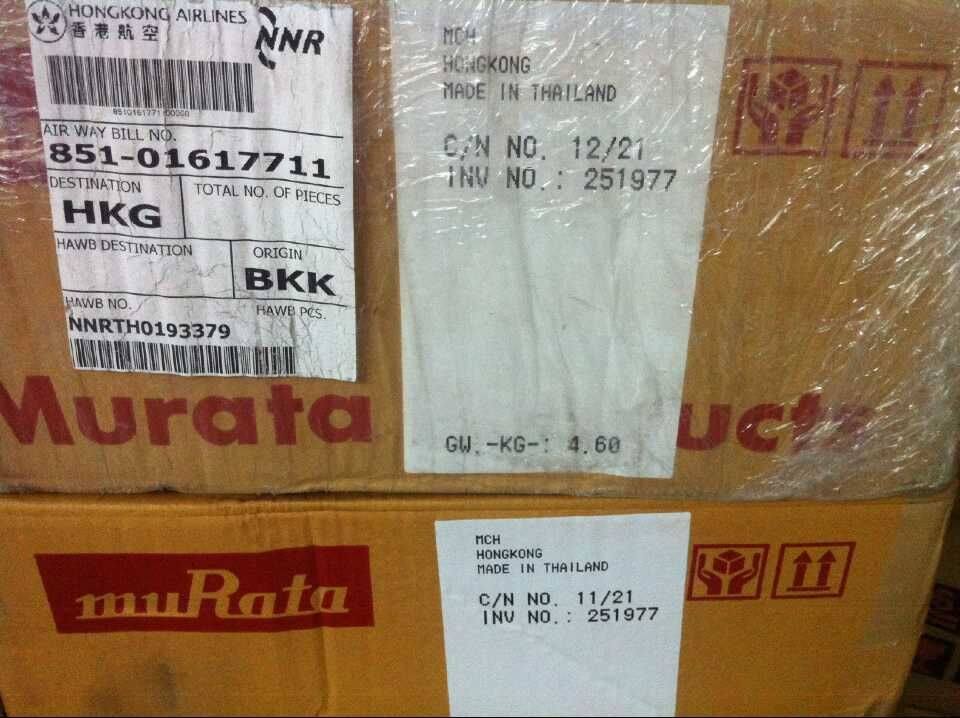 HONGKONG AIRLINES
香港航空
NNR
AIR WAY BILL NO.
851-01617711
DESTINATION
HKG
TOTAL NO. OF PIECES
HAWB DESTINATION
ORIGIN
BKK
HAWB NO.
HAWB PCS.
NNRTH0193379
MCH
HONGKONG
MADE IN THAILAND
C/N NO. 12/21
INV NO.: 251977
GW.-KG-: 4.60
Murata
ucts
muRata
MCH
HONGKONG
MADE IN THAILAND
C/N NO. 11/21
INV NO.: 251977